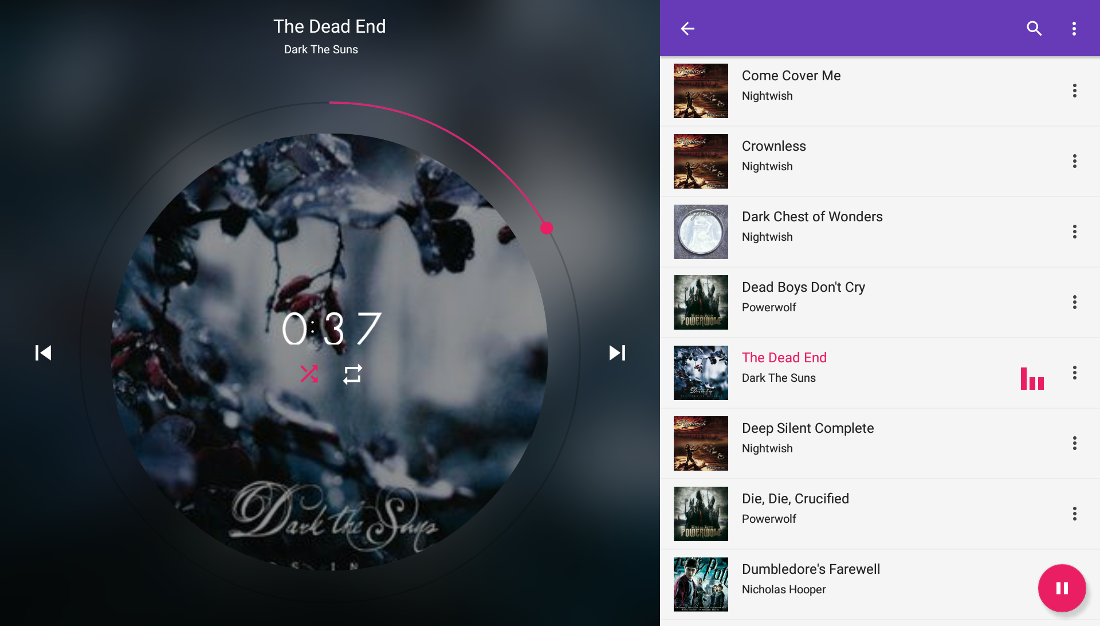 The Dead End
Dark The Suns
0:37
Dark the Suns
Come Cover Me
Nightwish
Crownless
Nightwish
Dark Chest of Wonders
Nightwish
Dead Boys Don't Cry
Powerwolf
POWERWOLF
The Dead End
Dark The Suns
Deep Silent Complete
Nightwish
Die, Die, Crucified
Powerwolf
POWERWOLF
Dumbledore's Farewell
Nicholas Hooper